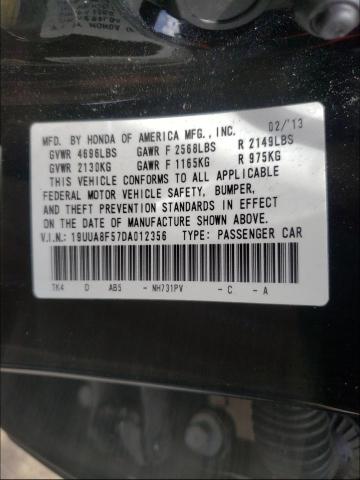 02/'13
MFD. BY HONDA OF AMERICA MFG., INC.
GVWR 4696LBS GAWR F 2568LBS R 2149LBS
GVWR 2130KG GAWR F 1165KG R 975KG
THIS VEHICLE CONFORMS TO ALL APPLICABLE
FEDERAL MOTOR VEHICLE SAFETY, BUMPER,
AND THEFT PREVENTION STANDARDS IN EFFECT
ON THE DATE OF MANUFACTURE SHOWN ABOVE.
V.I.N.: 19UUA8F57DA012356 TYPE: PASSENGER CAR
TK4 D AB5 - NH731PV - C - A